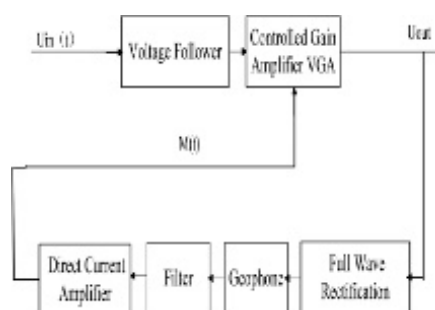 Uin (t)
Voltage Follower
Controlled Gain
Amplifier VGA
Uout
M(t)
Direct Current
Amplifier
Filter
Geophone
Full Wave
Rectification